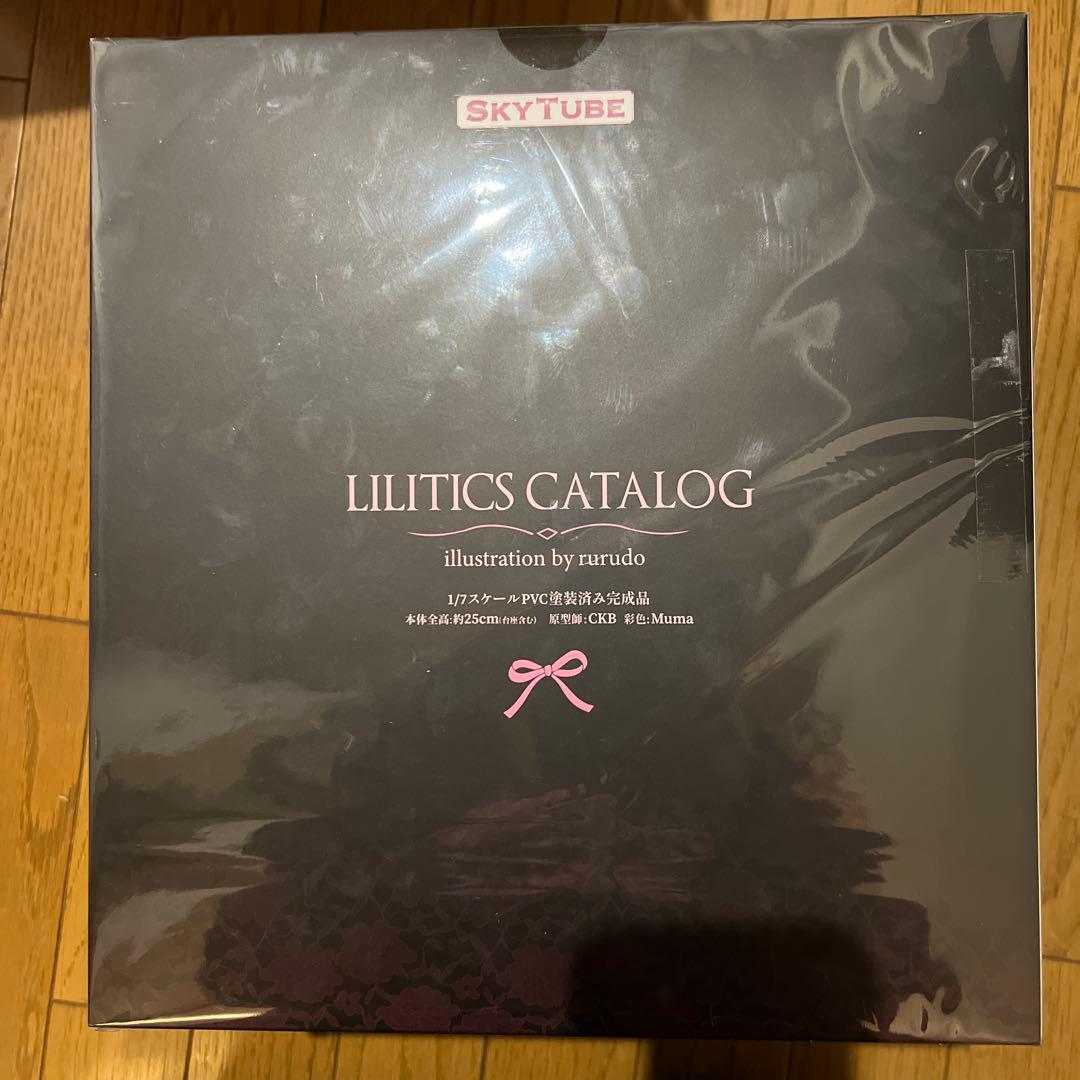 SKYTUBE
LILITICS CATALOG
illustration by rurudo
1/7スケールPVC塗装済み完成品
本体全高:約25cm(台座含む) 原型師:CKB 彩色:Muma